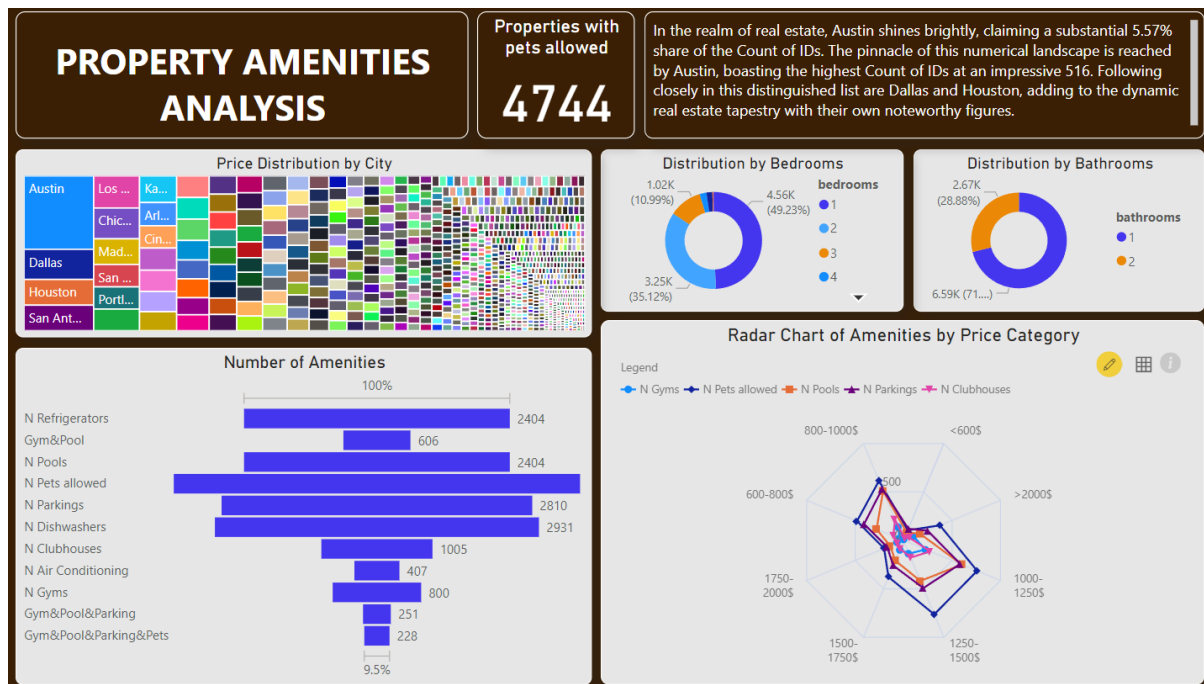 PROPERTY AMENITIES
ANALYSIS
Properties with
pets allowed
4744
In the realm of real estate, Austin shines brightly, claiming a substantial 5.57%
share of the Count of IDs. The pinnacle of this numerical landscape is reached
by Austin, boasting the highest Count of IDs at an impressive 516. Following
closely in this distinguished list are Dallas and Houston, adding to the dynamic
real estate tapestry with their own noteworthy figures.
Price Distribution by City
Austin
Dallas
Houston
San Ant...
Los ...
Chic...
Mad...
San ...
Portl...
Ka...
Arl...
Cin...
Distribution by Bedrooms
1.02K
(10.99%)
4.56K
(49.23%)
3.25K
(35.12%)
bedrooms
1
2
3
4
Distribution by Bathrooms
2.67K
(28.88%)
6.59K (71....)
bathrooms
1
2
Number of Amenities
100%
N Refrigerators 2404
Gym&Pool 606
N Pools 2404
N Pets allowed
N Parkings 2810
N Dishwashers 2931
N Clubhouses 1005
N Air Conditioning 407
N Gyms 800
Gym&Pool&Parking 251
Gym&Pool&Parking&Pets 228
9.5%
Radar Chart of Amenities by Price Category
Legend
N Gyms N Pets allowed N Pools N Parkings N Clubhouses
800-1000$
<600$
500
600-800$
>2000$
1750-
2000$
1000-
1250$
1500-
1750$
1250-
1500$